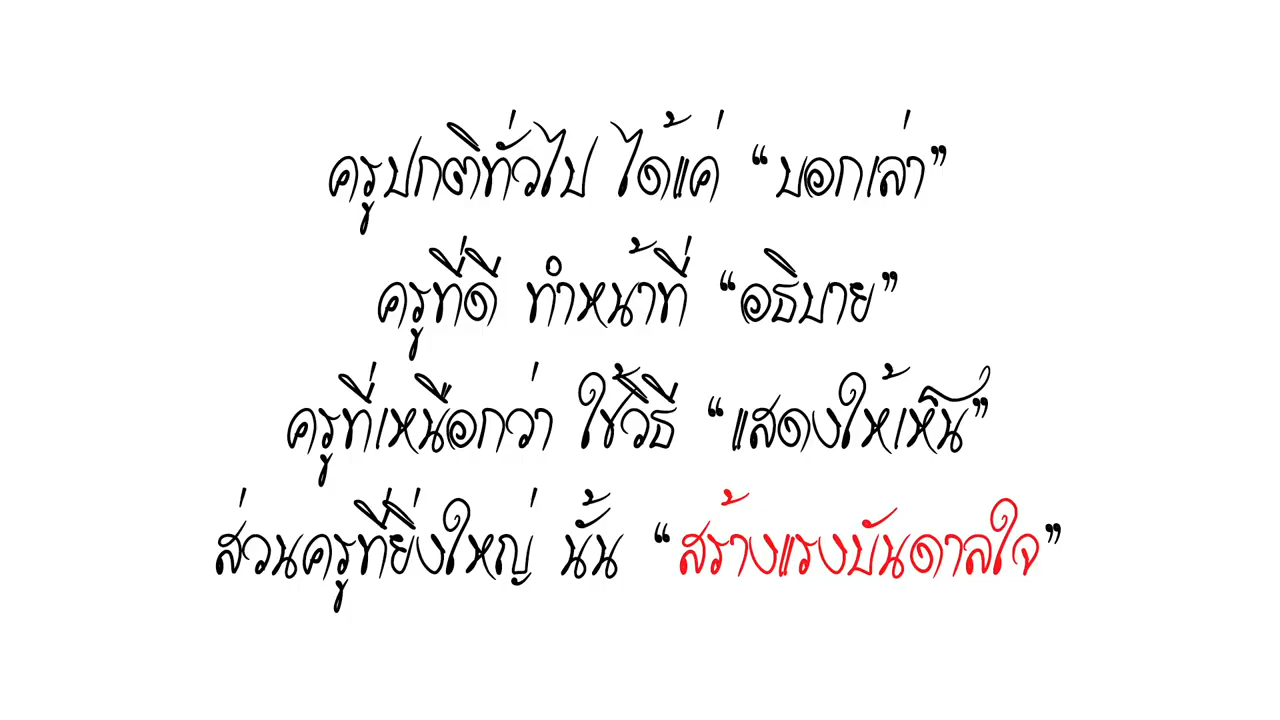 ครูปกติทั่วไป ได้แค่ “บอกเล่า”
ครูที่ดี ทำหน้าที่ “อธิบาย”
ครูที่เหนือกว่า ใช้วิธี “แสดงให้เห็น”
ส่วนครูที่ยิ่งใหญ่ นั้น “สร้างแรงบันดาลใจ”